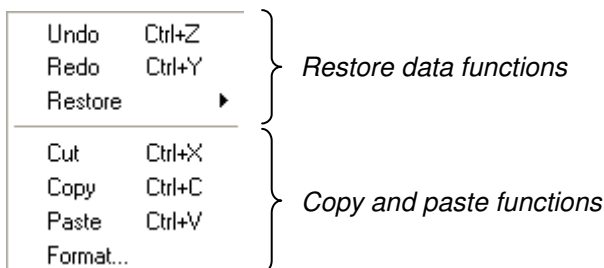 Undo Ctrl+Z
Redo Ctrl+Y
Restore
Restore data functions
Cut Ctrl+X
Copy Ctrl+C
Paste Ctrl+V
Format...
Copy and paste functions